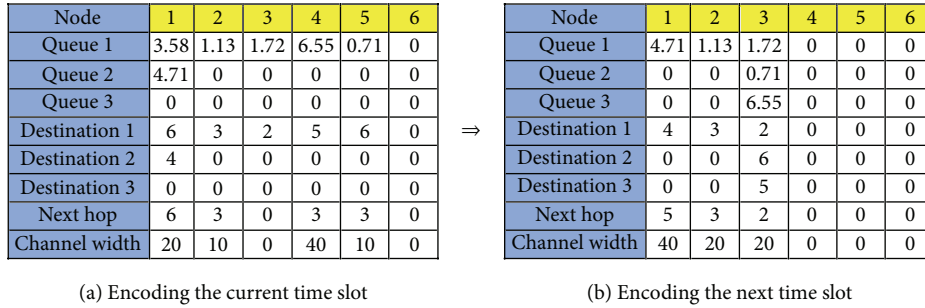 Node 1 2 3 4 5 6
Queue 1 3.58 1.13 1.72 6.55 0.71 0
Queue 2 4.71 0 0 0 0 0
Queue 3 0 0 0 0 0 0
Destination 1 6 3 2 5 6 0
Destination 2 4 0 0 0 0 0
Destination 3 0 0 0 0 0 0
Next hop 6 3 0 3 3 0
Channel width 20 10 0 40 10 0
(a) Encoding the current time slot
⇒
Node 1 2 3 4 5 6
Queue 1 4.71 1.13 1.72 0 0 0
Queue 2 0 0 0.71 0 0 0
Queue 3 0 0 6.55 0 0 0
Destination 1 4 3 2 0 0 0
Destination 2 0 0 6 0 0 0
Destination 3 0 0 5 0 0 0
Next hop 5 3 2 0 0 0
Channel width 40 20 20 0 0 0
(b) Encoding the next time slot